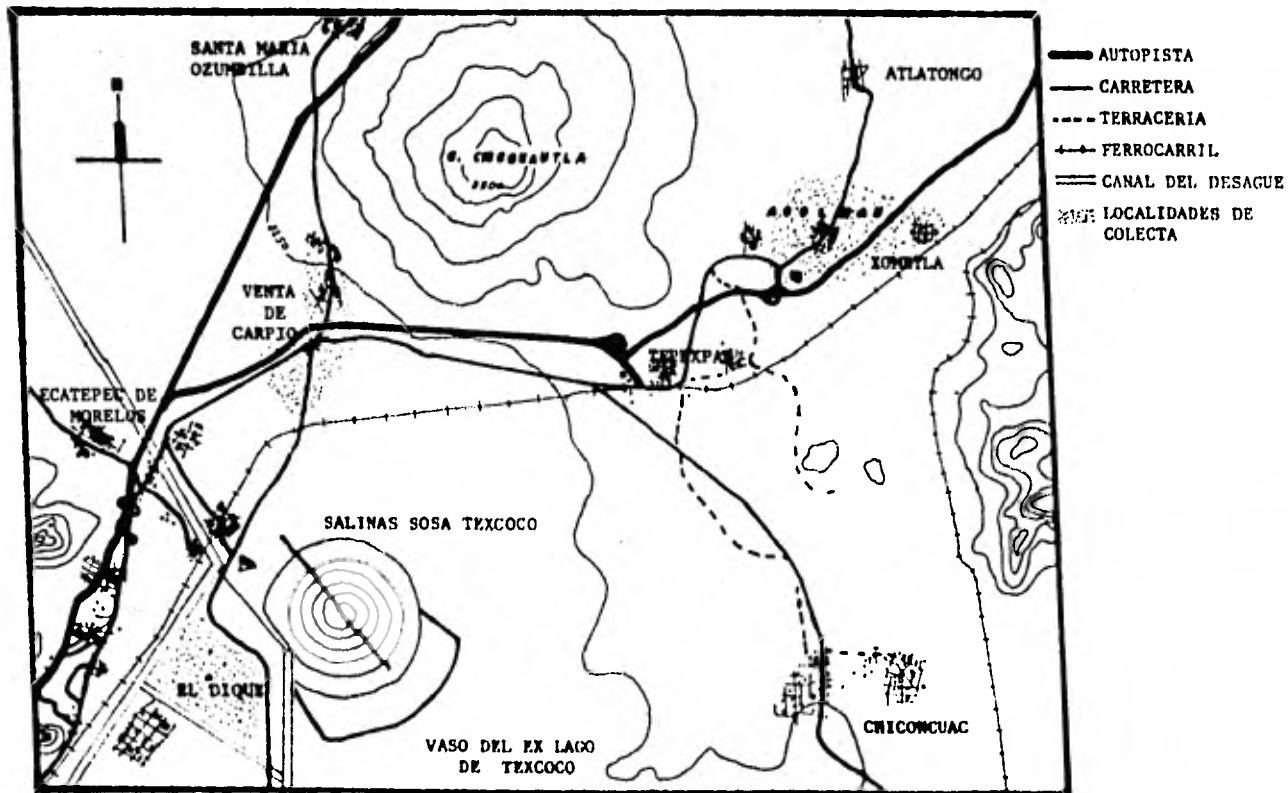 SANTA MARIA
OZUMBILLA
ATLATONGO
AUTOPISTA
CARRETERA
TERRACERIA
FERROCARRIL
CANAL DEL DESAGUE
LOCALIDADES DE
COLECTA
VENTA
DE
CARPIO
TEPEXPAN
ECATEPEC DE
MORELOS
SALINAS SOSA TEXCOCO
EL DIQUE
VASO DEL EX LAGO
DE TEXCOCO
CHICONCUAC